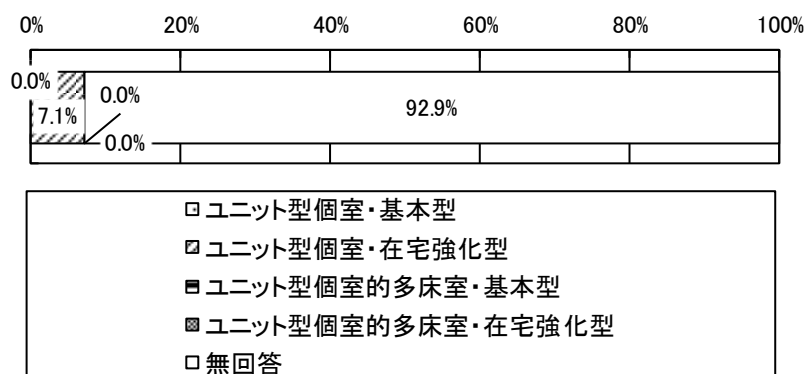 0% 20% 40% 60% 80% 100%
0.0%
7.1%
0.0%
0.0%
92.9%
ユニット型個室・基本型
ユニット型個室・在宅強化型
ユニット型個室的多床室・基本型
ユニット型個室的多床室・在宅強化型
無回答